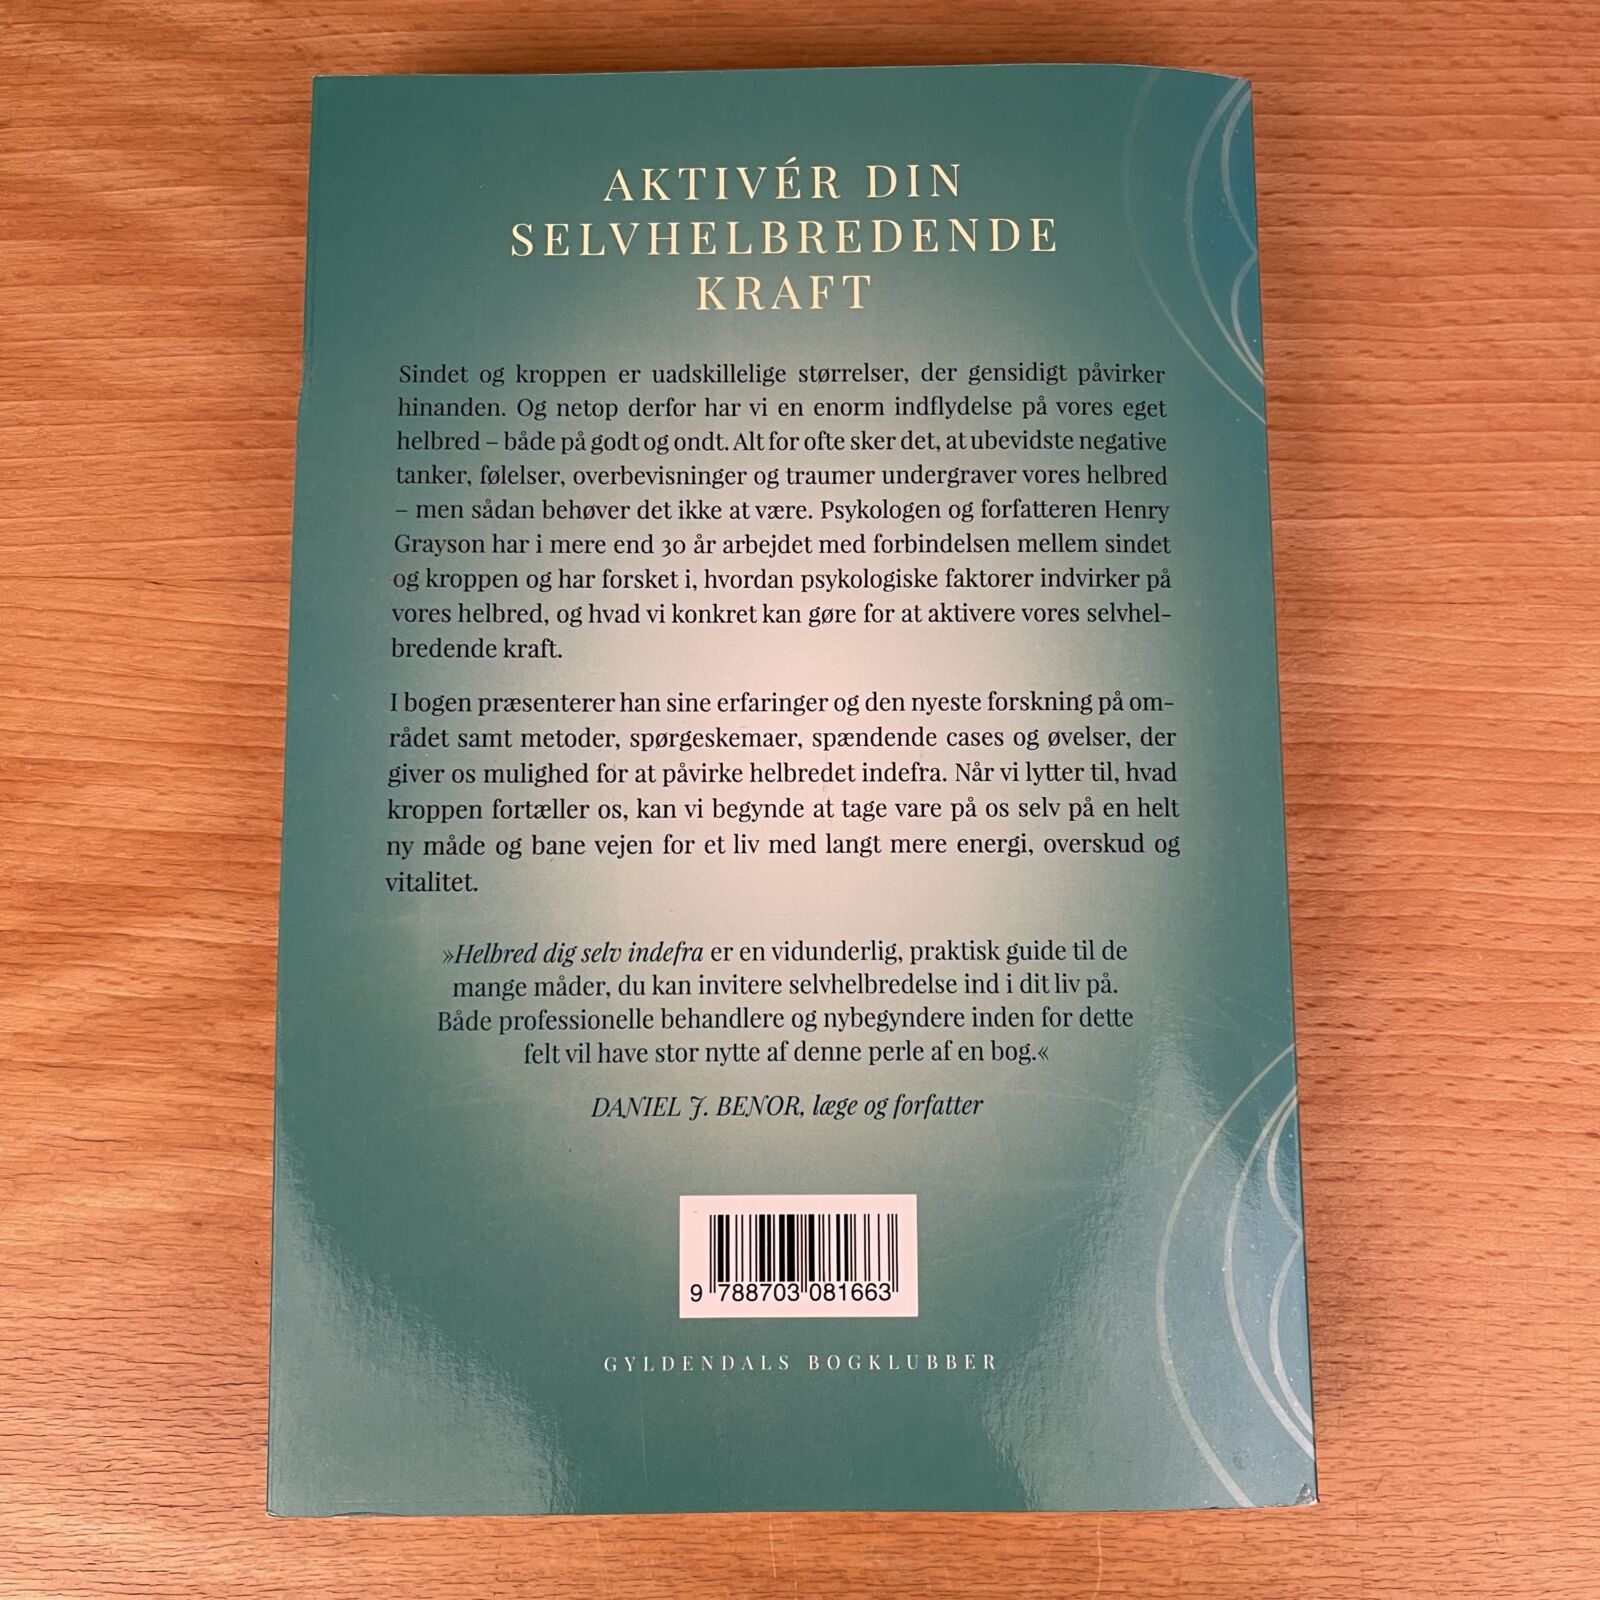 AKTIVÉR DIN
SELVHELBREDENDE
KRAFT
Sindet og kroppen er uadskillelige størrelser, der gensidigt påvirker
hinanden. Og netop derfor har vi en enorm indflydelse på vores eget
helbred – både på godt og ondt. Alt for ofte sker det, at ubevidste negative
tanker, følelser, overbevisninger og traumer undergraver vores helbred
– men sådan behøver det ikke at være. Psykologen og forfatteren Henry
Grayson har i mere end 30 år arbejdet med forbindelsen mellem sindet
og kroppen og har forsket i, hvordan psykologiske faktorer indvirker på
vores helbred, og hvad vi konkret kan gøre for at aktivere vores selvhel-
bredende kraft.
I bogen præsenterer han sine erfaringer og den nyeste forskning på om-
rådet samt metoder, spørgeskemaer, spændende cases og øvelser, der
giver os mulighed for at påvirke helbredet indefra. Når vi lytter til, hvad
kroppen fortæller os, kan vi begynde at tage vare på os selv på en helt
ny måde og bane vejen for et liv med langt mere energi, overskud og
vitalitet.
»Helbred dig selv indefra er en vidunderlig, praktisk guide til de
mange måder, du kan invitere selvhelbredelse ind i dit liv på.
Både professionelle behandlere og nybegyndere inden for dette
felt vil have stor nytte af denne perle af en bog.«
DANIEL J. BENOR, læge og forfatter
9 788703 081663
GYLDENDALS BOGKLUBBER